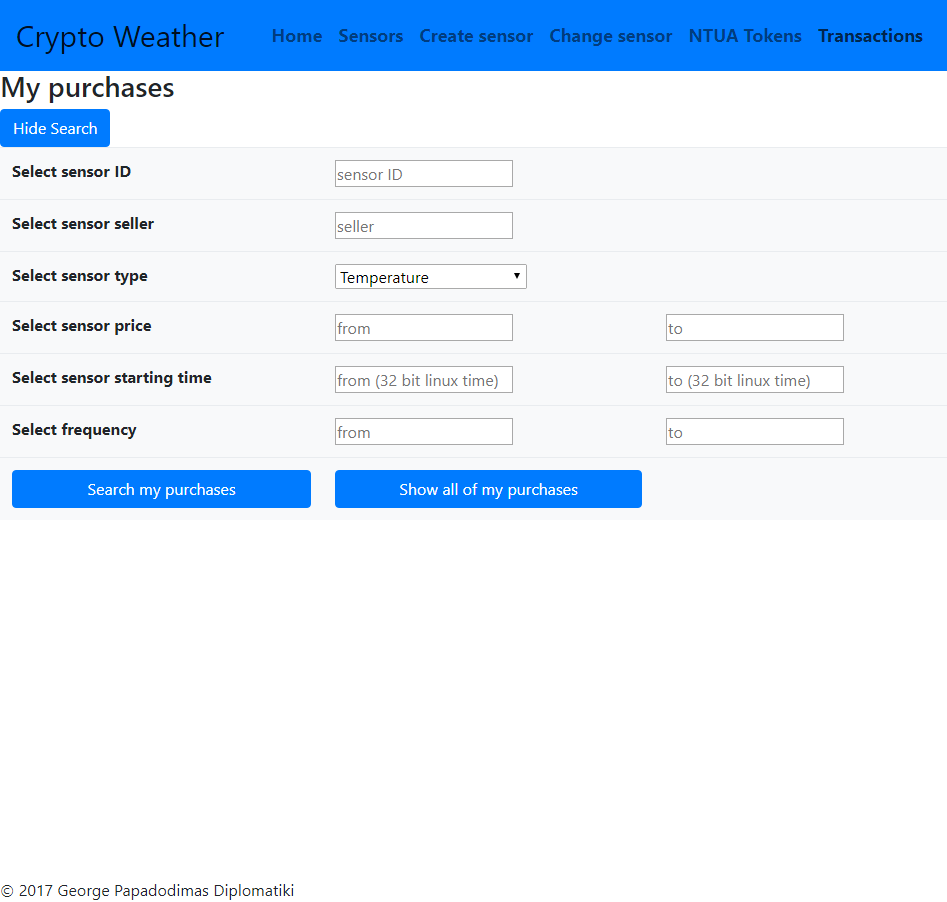 Crypto Weather Home Sensors Create sensor Change sensor NTUA Tokens Transactions
My purchases
Hide Search
Select sensor ID sensor ID
Select sensor seller seller
Select sensor type Temperature
Select sensor price from to
Select sensor starting time from (32 bit linux time) to (32 bit linux time)
Select frequency from to
Search my purchases Show all of my purchases
© 2017 George Papadodimas Diplomatiki